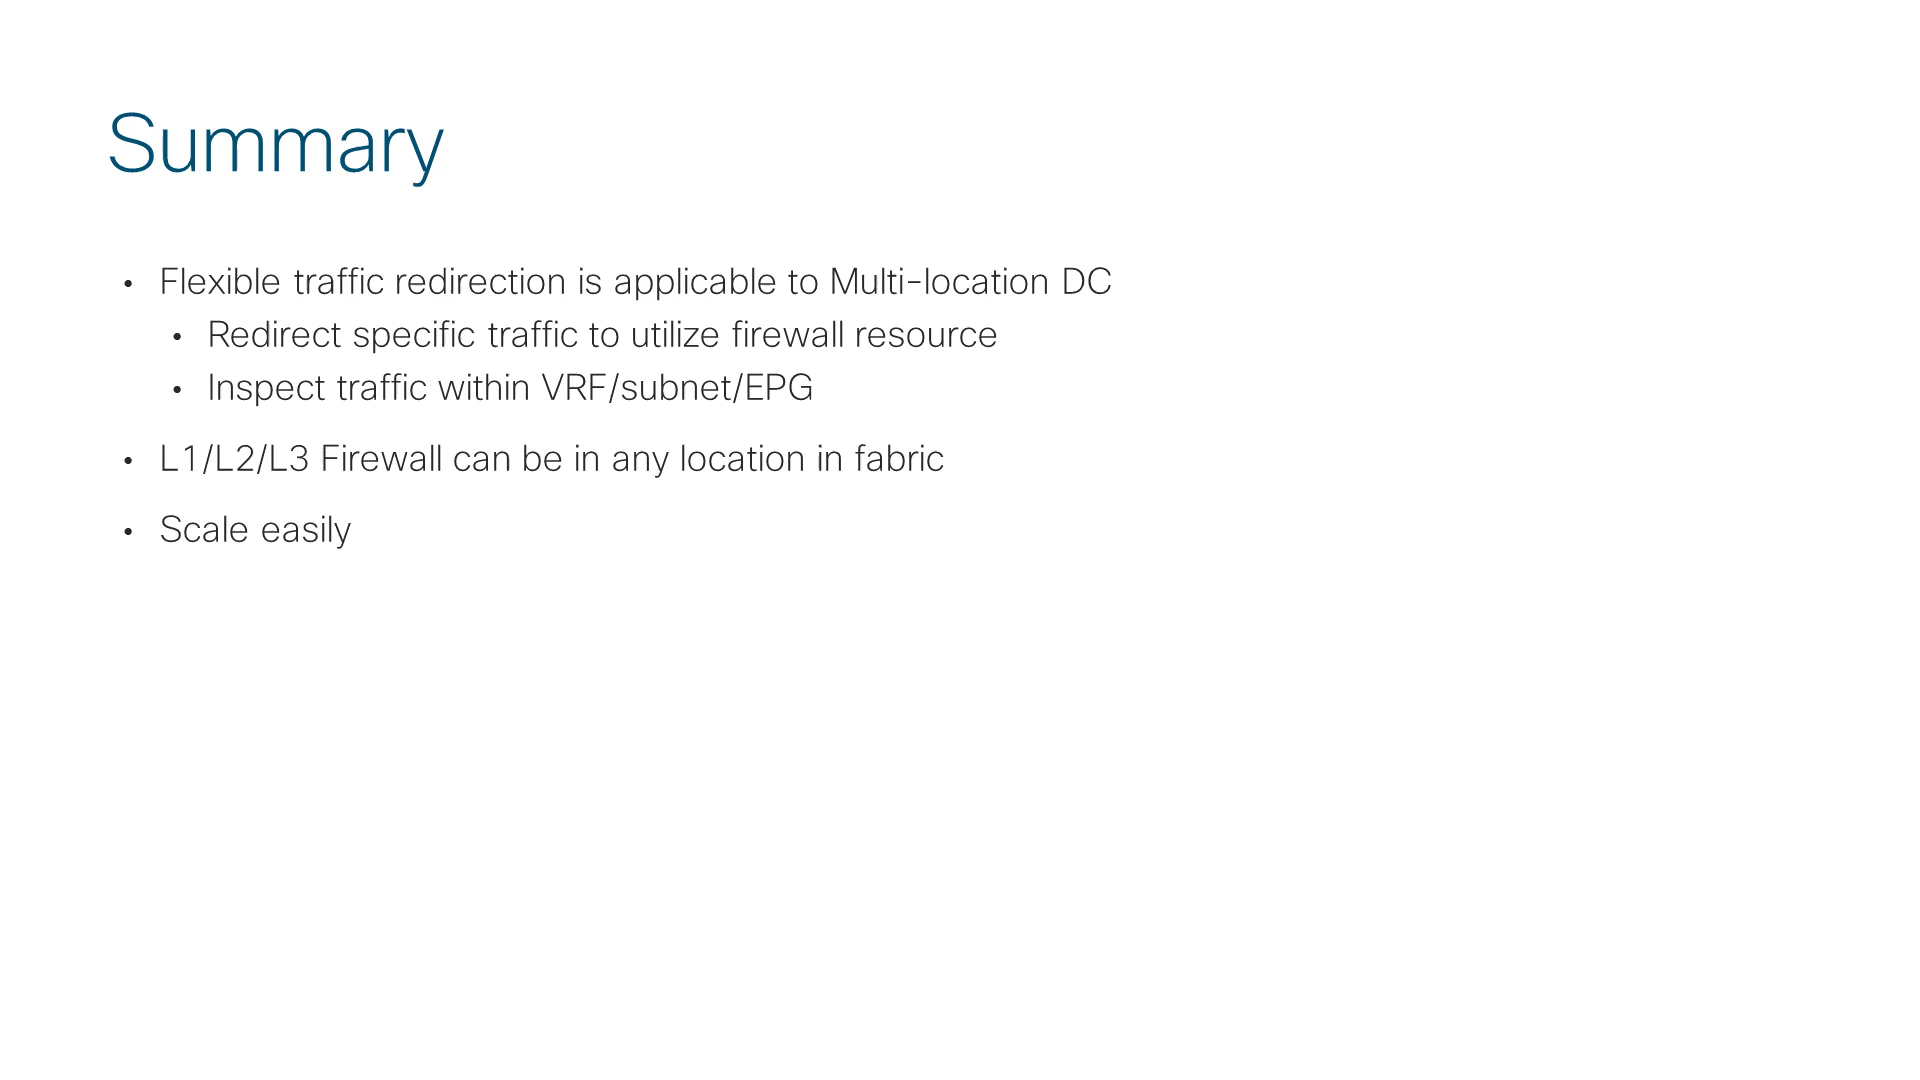 Summary
• Flexible traffic redirection is applicable to Multi-location DC
• Redirect specific traffic to utilize firewall resource
• Inspect traffic within VRF/subnet/EPG
• L1/L2/L3 Firewall can be in any location in fabric
• Scale easily